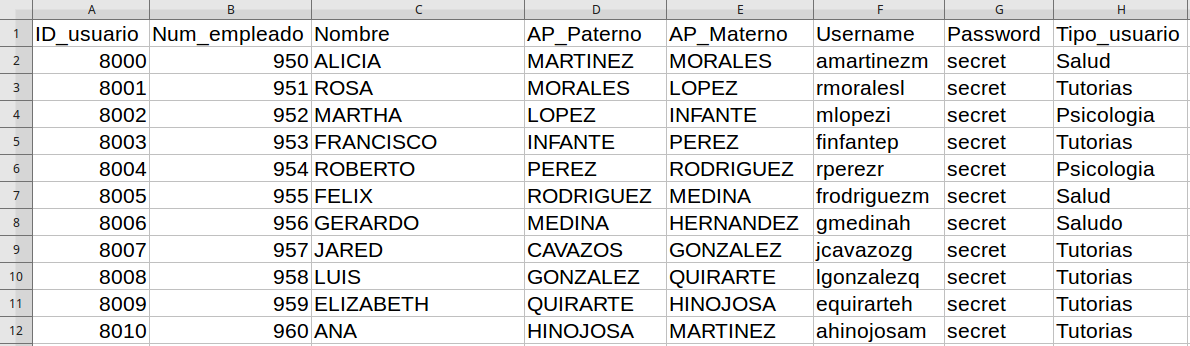 A B C D E F G H
1 ID_usuario Num_empleado Nombre AP_Paterno AP_Materno Username Password Tipo_usuario
2 8000 950 ALICIA MARTINEZ MORALES amartinezm secret Salud
3 8001 951 ROSA MORALES LOPEZ rmoralesl secret Tutorias
4 8002 952 MARTHA LOPEZ INFANTE mlopezi secret Psicologia
5 8003 953 FRANCISCO INFANTE PEREZ finfantep secret Tutorias
6 8004 954 ROBERTO PEREZ RODRIGUEZ rperezr secret Psicologia
7 8005 955 FELIX RODRIGUEZ MEDINA frodriguezm secret Salud
8 8006 956 GERARDO MEDINA HERNANDEZ gmedinah secret Saludo
9 8007 957 JARED CAVAZOS GONZALEZ jcavazozg secret Tutorias
10 8008 958 LUIS GONZALEZ QUIRARTE lgonzalezq secret Tutorias
11 8009 959 ELIZABETH QUIRARTE HINOJOSA equirarteh secret Tutorias
12 8010 960 ANA HINOJOSA MARTINEZ ahinojosam secret Tutorias